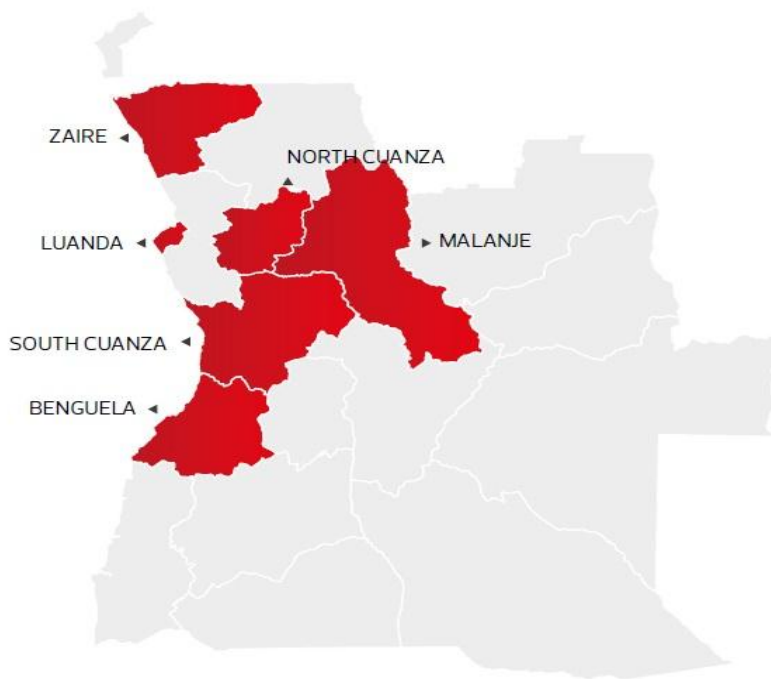 ZAIRE
NORTH CUANZA
LUANDA
MALANJE
SOUTH CUANZA
BENGUELA